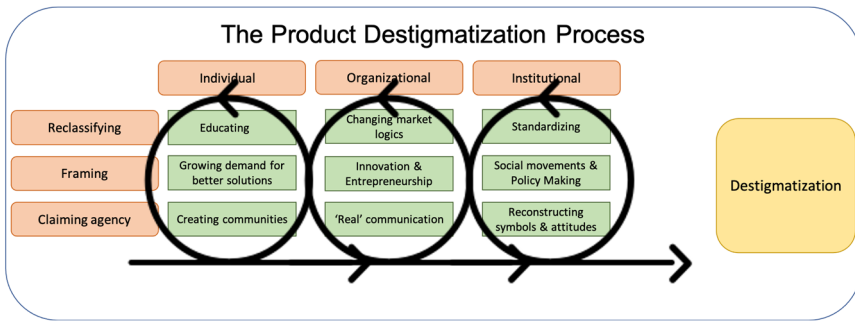 The Product Destigmatization Process
Individual
Organizational
Institutional
Reclassifying
Educating
Changing market
logics
Standardizing
Framing
Growing demand for
better solutions
Innovation &
Entrepreneurship
Social movements &
Policy Making
Claiming agency
Creating communities
‘Real’ communication
Reconstructing
symbols & attitudes
Destigmatization